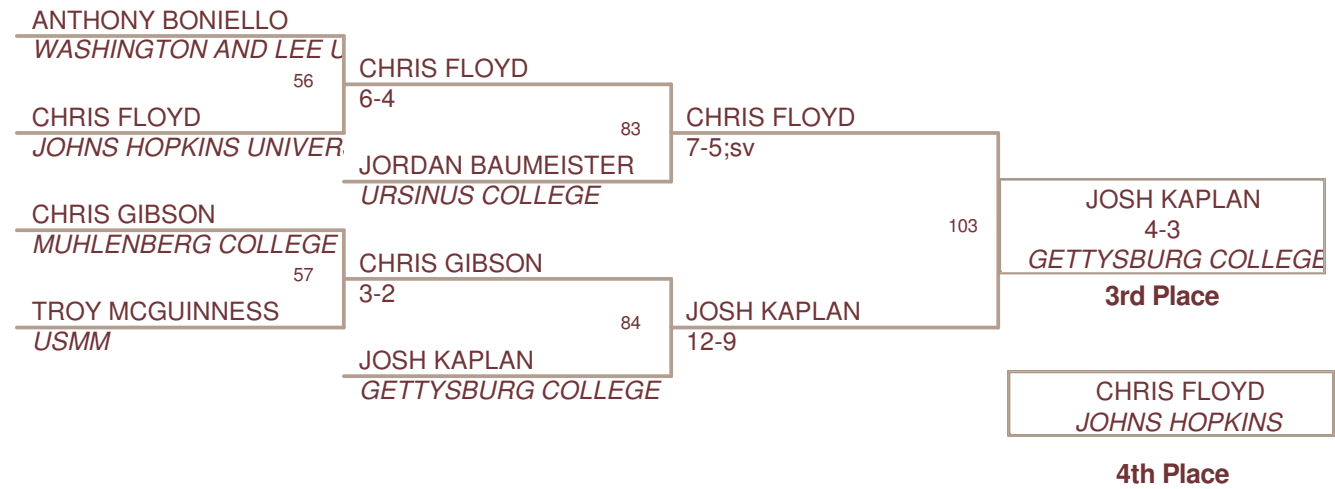 ANTHONY BONIELLO
WASHINGTON AND LEE U
56
CHRIS FLOYD
6-4
CHRIS FLOYD
JOHNS HOPKINS UNIVER
83
CHRIS FLOYD
7-5;sv
JORDAN BAUMEISTER
URSINUS COLLEGE
CHRIS GIBSON
MUHLENBERG COLLEGE
57
CHRIS GIBSON
3-2
TROY MCGUINNESS
USMM
84
JOSH KAPLAN
12-9
JOSH KAPLAN
GETTYSBURG COLLEGE
103
JOSH KAPLAN
4-3
GETTYSBURG COLLEGE
3rd Place
CHRIS FLOYD
JOHNS HOPKINS
4th Place